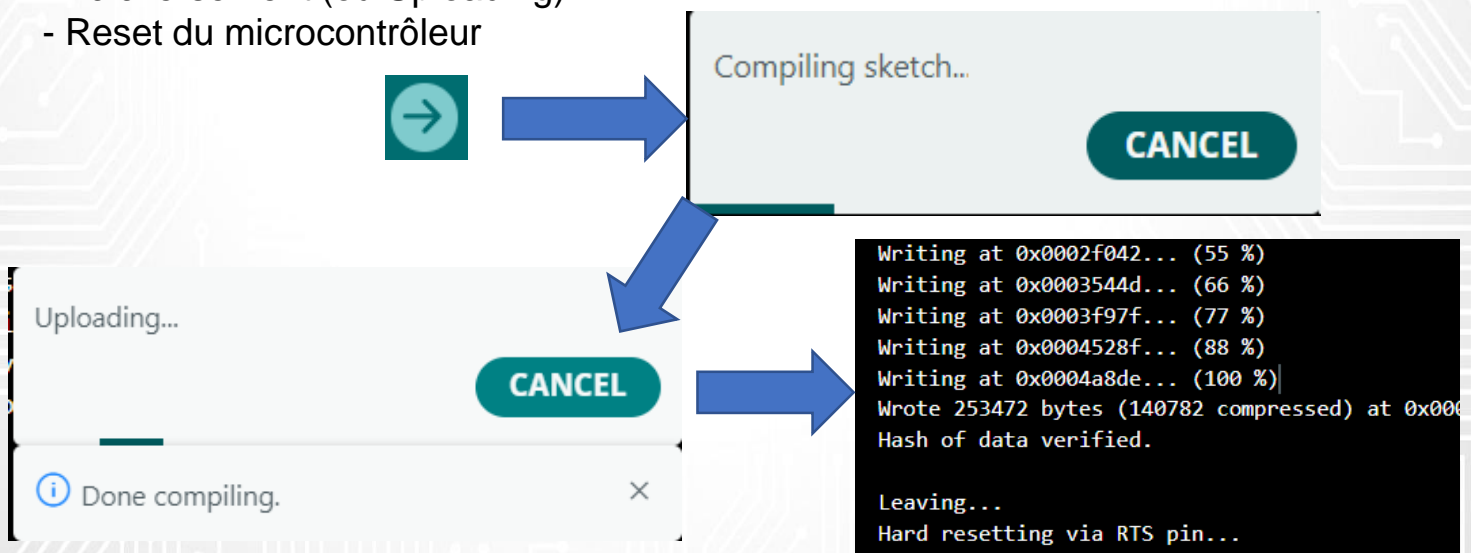 - Reset du microcontrôleur
Compiling sketch...
CANCEL
Uploading...
CANCEL
Done compiling.
Writing at 0x0002f042... (55 %)
Writing at 0x0003544d... (66 %)
Writing at 0x0003f97f... (77 %)
Writing at 0x0004528f... (88 %)
Writing at 0x0004a8de... (100 %)
Wrote 253472 bytes (140782 compressed) at
Hash of data verified.
Leaving...
Hard resetting via RTS pin...